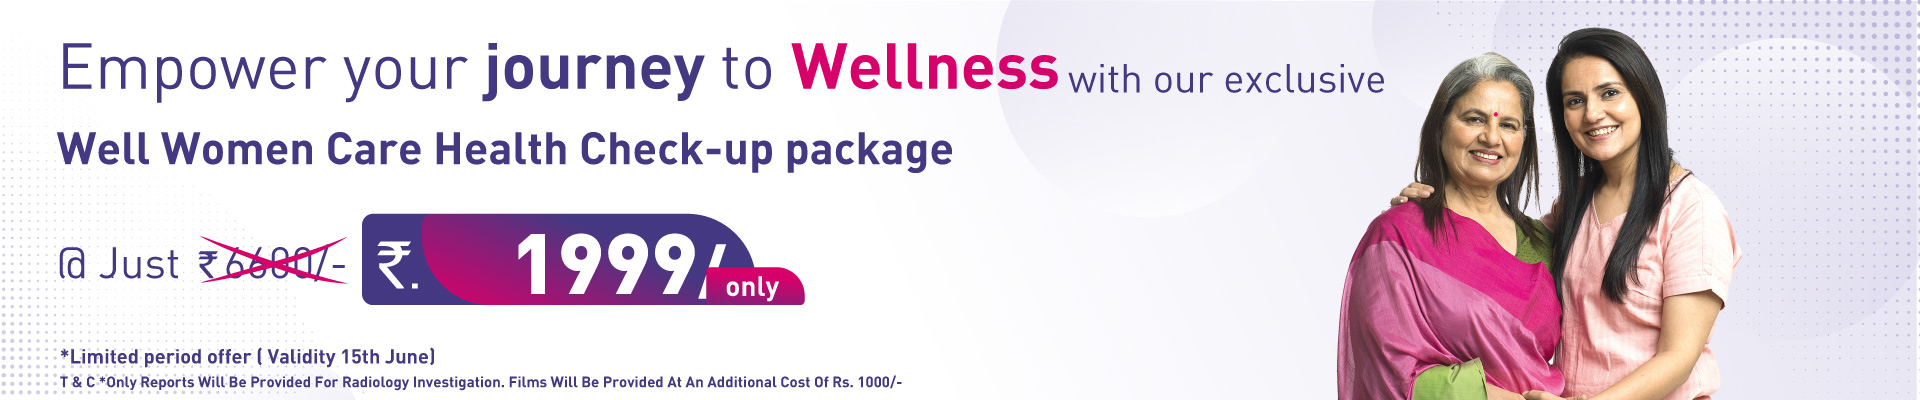 Empower your journey to Wellness with our exclusive
Well Women Care Health Check-up package
@ Just ₹ 6600/- ₹. 1999/ only
*Limited period offer ( Validity 15th June)
T & C *Only Reports Will Be Provided For Radiology Investigation. Films Will Be Provided At An Additional Cost Of Rs. 1000/-